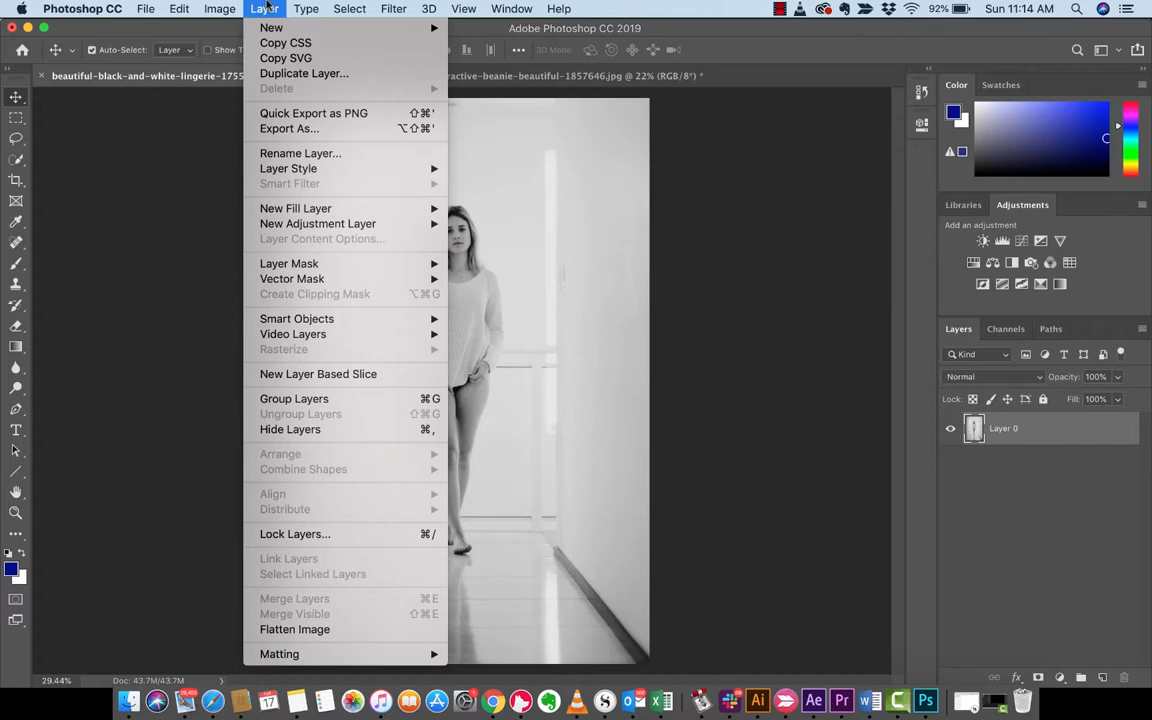 Photoshop CC File Edit Image Layer Type Select Filter 3D View Window Help 92% Sun 11:14 AM
Adobe Photoshop CC 2019
Auto-Select: Layer Show T 3D Mode:
beautiful-black-and-white-lingerie-1755 ractive-beanie-beautiful-1857646.jpg @ 22% (RGB/8*) *
New
Copy CSS
Copy SVG
Duplicate Layer...
Delete
Quick Export as PNG ⇧⌘'
Export As... ⌥⇧⌘'
Rename Layer...
Layer Style
Smart Filter
New Fill Layer
New Adjustment Layer
Layer Content Options...
Layer Mask
Vector Mask
Create Clipping Mask ⌥⌘G
Smart Objects
Video Layers
Rasterize
New Layer Based Slice
Group Layers ⌘G
Ungroup Layers ⇧⌘G
Hide Layers ⌘,
Arrange
Combine Shapes
Align
Distribute
Lock Layers... ⌘/
Link Layers
Select Linked Layers
Merge Layers ⌘E
Merge Visible ⇧⌘E
Flatten Image
Matting
Color Swatches
Libraries Adjustments
Add an adjustment
Layers Channels Paths
Kind
Normal Opacity: 100%
Lock: Fill: 100%
Layer 0
29.44% Doc: 43.7M/43.7M
17 Ai Ae Pr Ps